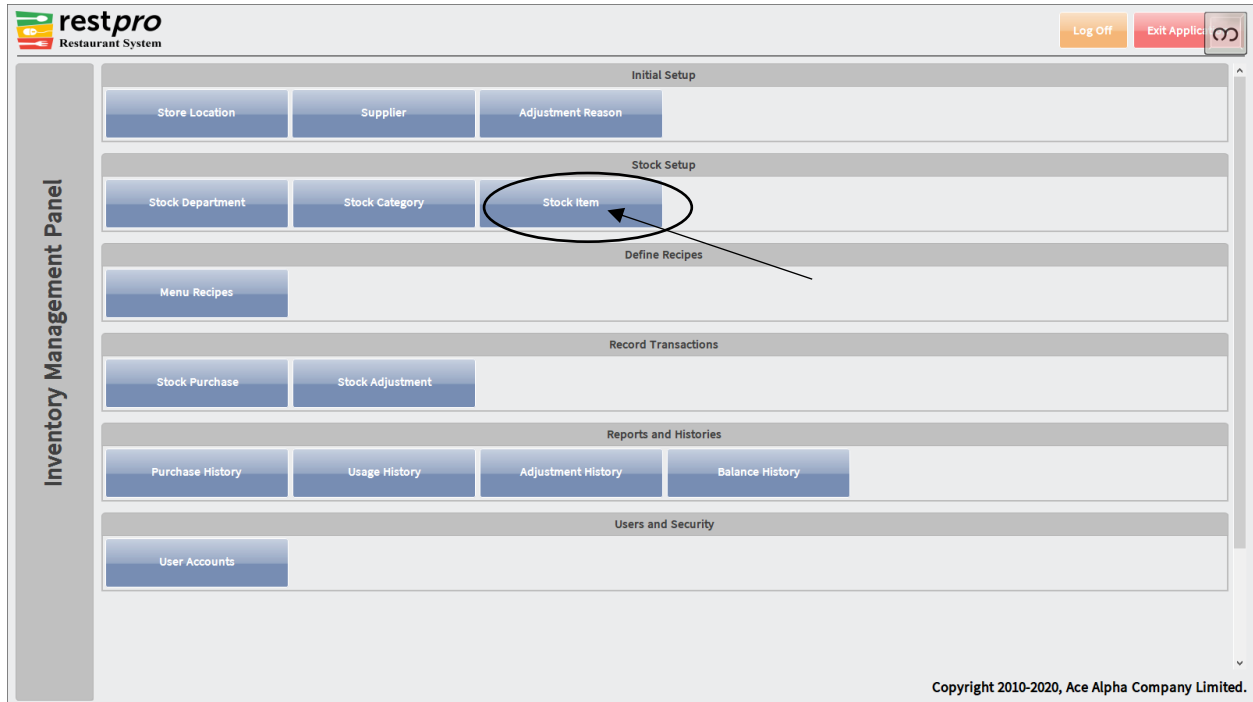 restpro
Restaurant System
Log Off
Exit Applic
Inventory Management Panel
Initial Setup
Store Location
Supplier
Adjustment Reason
Stock Setup
Stock Department
Stock Category
Stock Item
Define Recipes
Menu Recipes
Record Transactions
Stock Purchase
Stock Adjustment
Reports and Histories
Purchase History
Usage History
Adjustment History
Balance History
Users and Security
User Accounts
Copyright 2010-2020, Ace Alpha Company Limited.